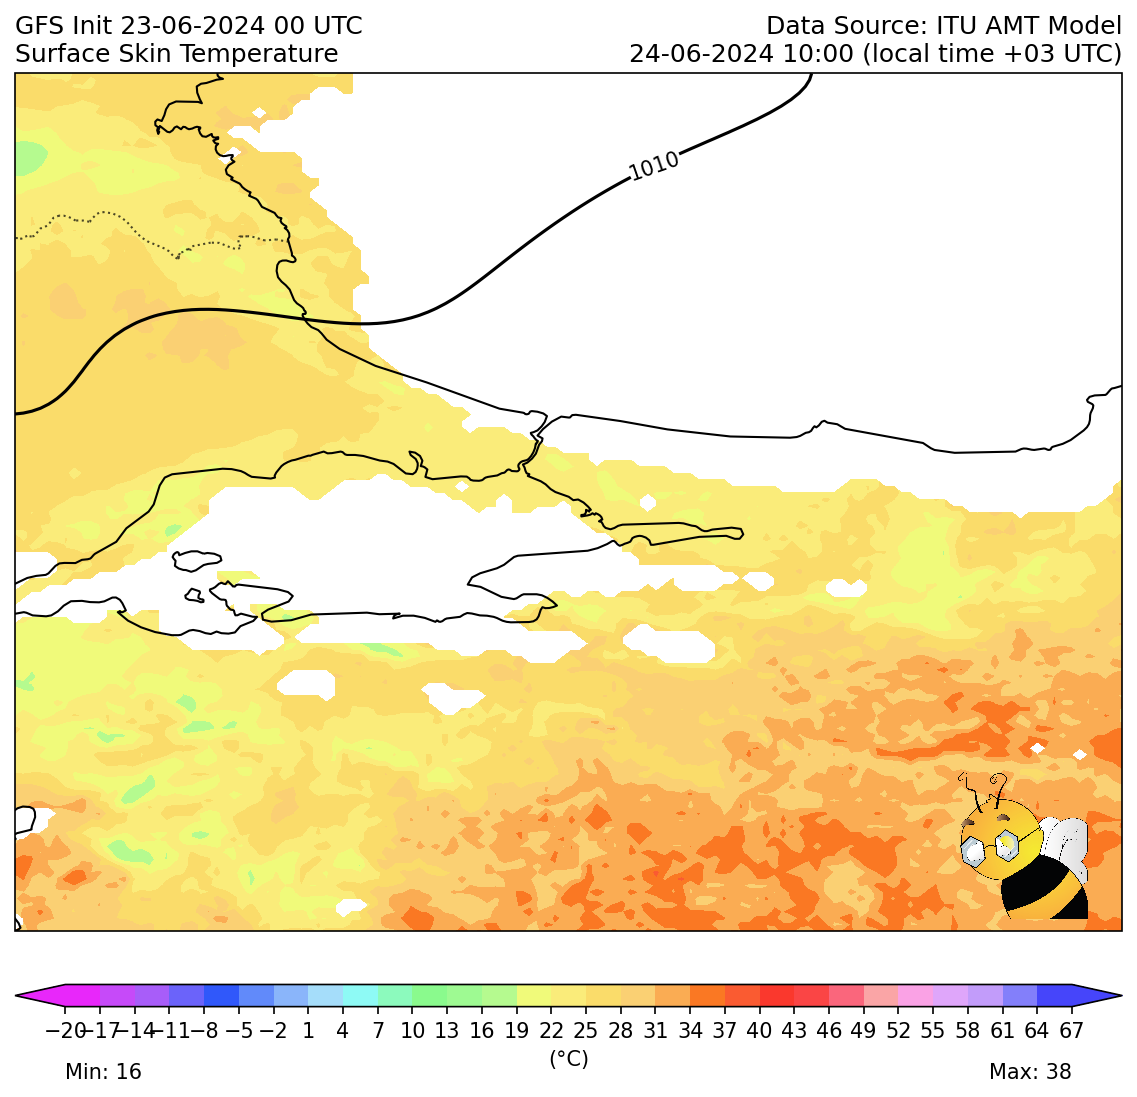 GFS Init 23-06-2024 00 UTC
Data Source: ITU AMT Model
Surface Skin Temperature
24-06-2024 10:00 (local time +03 UTC)
1010
−20 −17 −14 −11 −8 −5 −2 1 4 7 10 13 16 19 22 25 28 31 34 37 40 43 46 49 52 55 58 61 64 67
(°C)
Min: 16
Max: 38